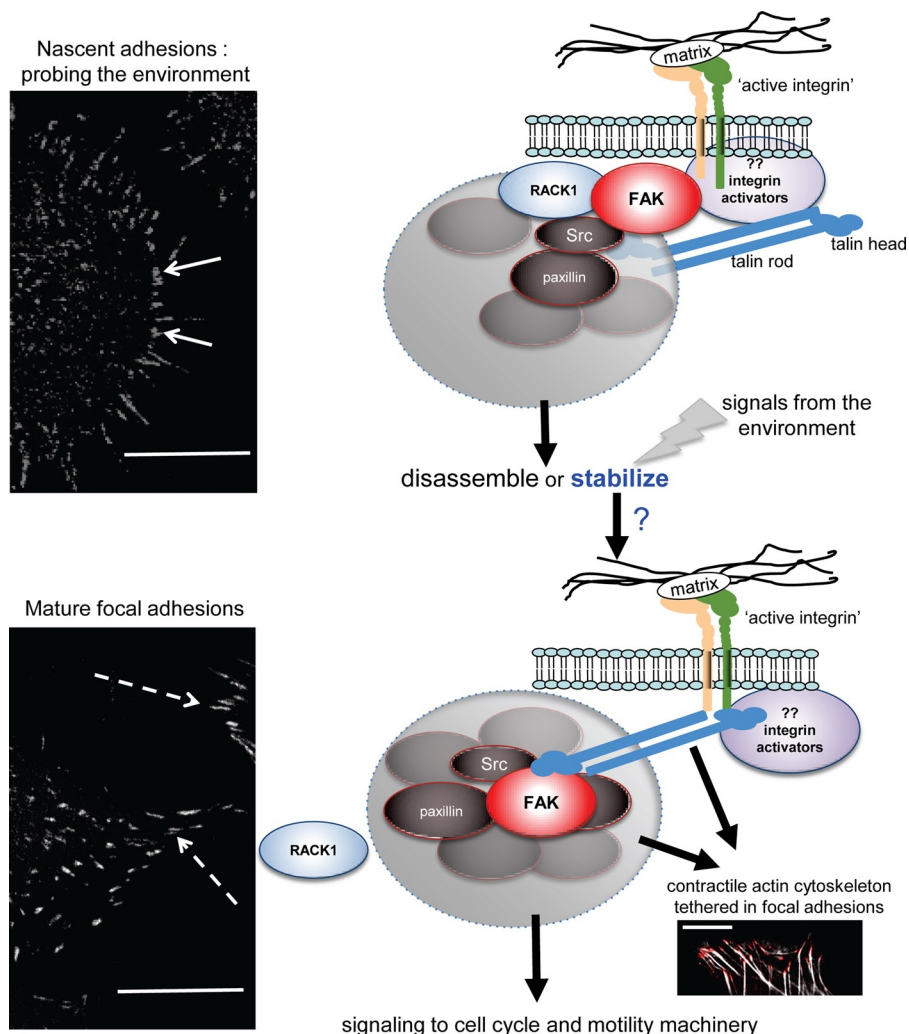 Nascent adhesions :
probing the environment
matrix
'active integrin'
??
integrin
activators
RACK1
FAK
Src
paxillin
talin head
talin rod
signals from the
environment
disassemble or stabilize
?
Mature focal adhesions
matrix
'active integrin'
??
integrin
activators
Src
paxillin
FAK
RACK1
contractile actin cytoskeleton
tethered in focal adhesions
signaling to cell cycle and motility machinery